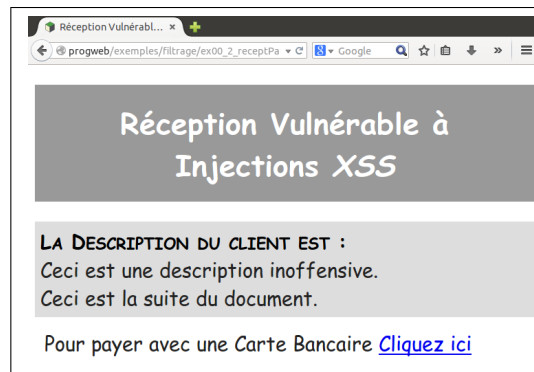 Réception Vulnérabl... ×
progweb/exemples/filtrage/ex00_2_receptPa
Google
»
Réception Vulnérable à
Injections XSS
LA DESCRIPTION DU CLIENT EST :
Ceci est une description inoffensive.
Ceci est la suite du document.
Pour payer avec une Carte Bancaire Cliquez ici